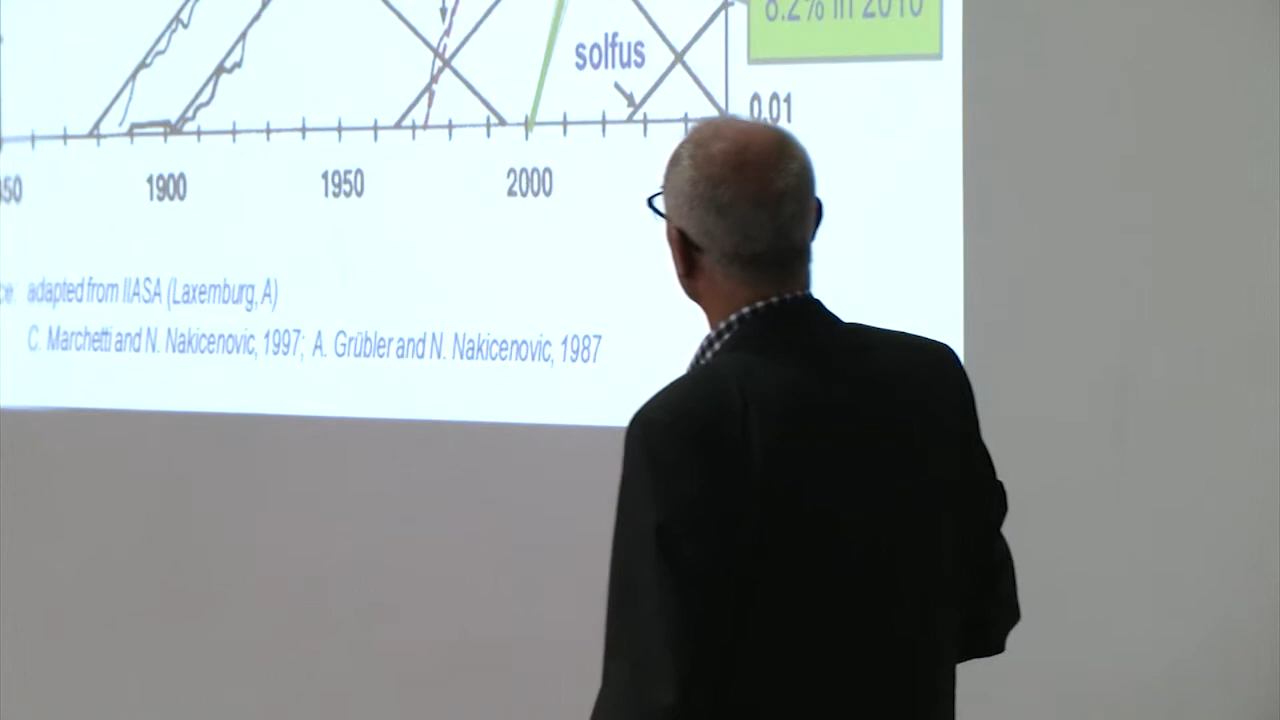 8.2% in 2010
solfus
0.01
1900 1950 2000
adapted from IIASA (Laxemburg, A)
C. Marchetti and N. Nakicenovic, 1997; A. Grübler and N. Nakicenovic, 1987